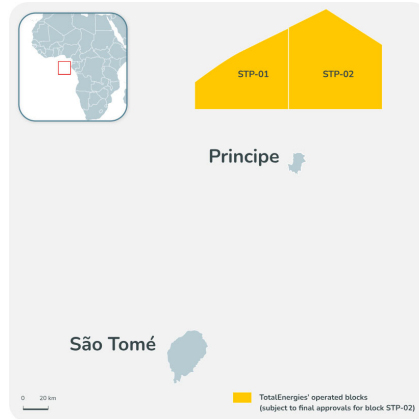 STP-01
STP-02
Principe
São Tomé
0 20 km
TotalEnergies' operated blocks
(subject to final approvals for block STP-02)